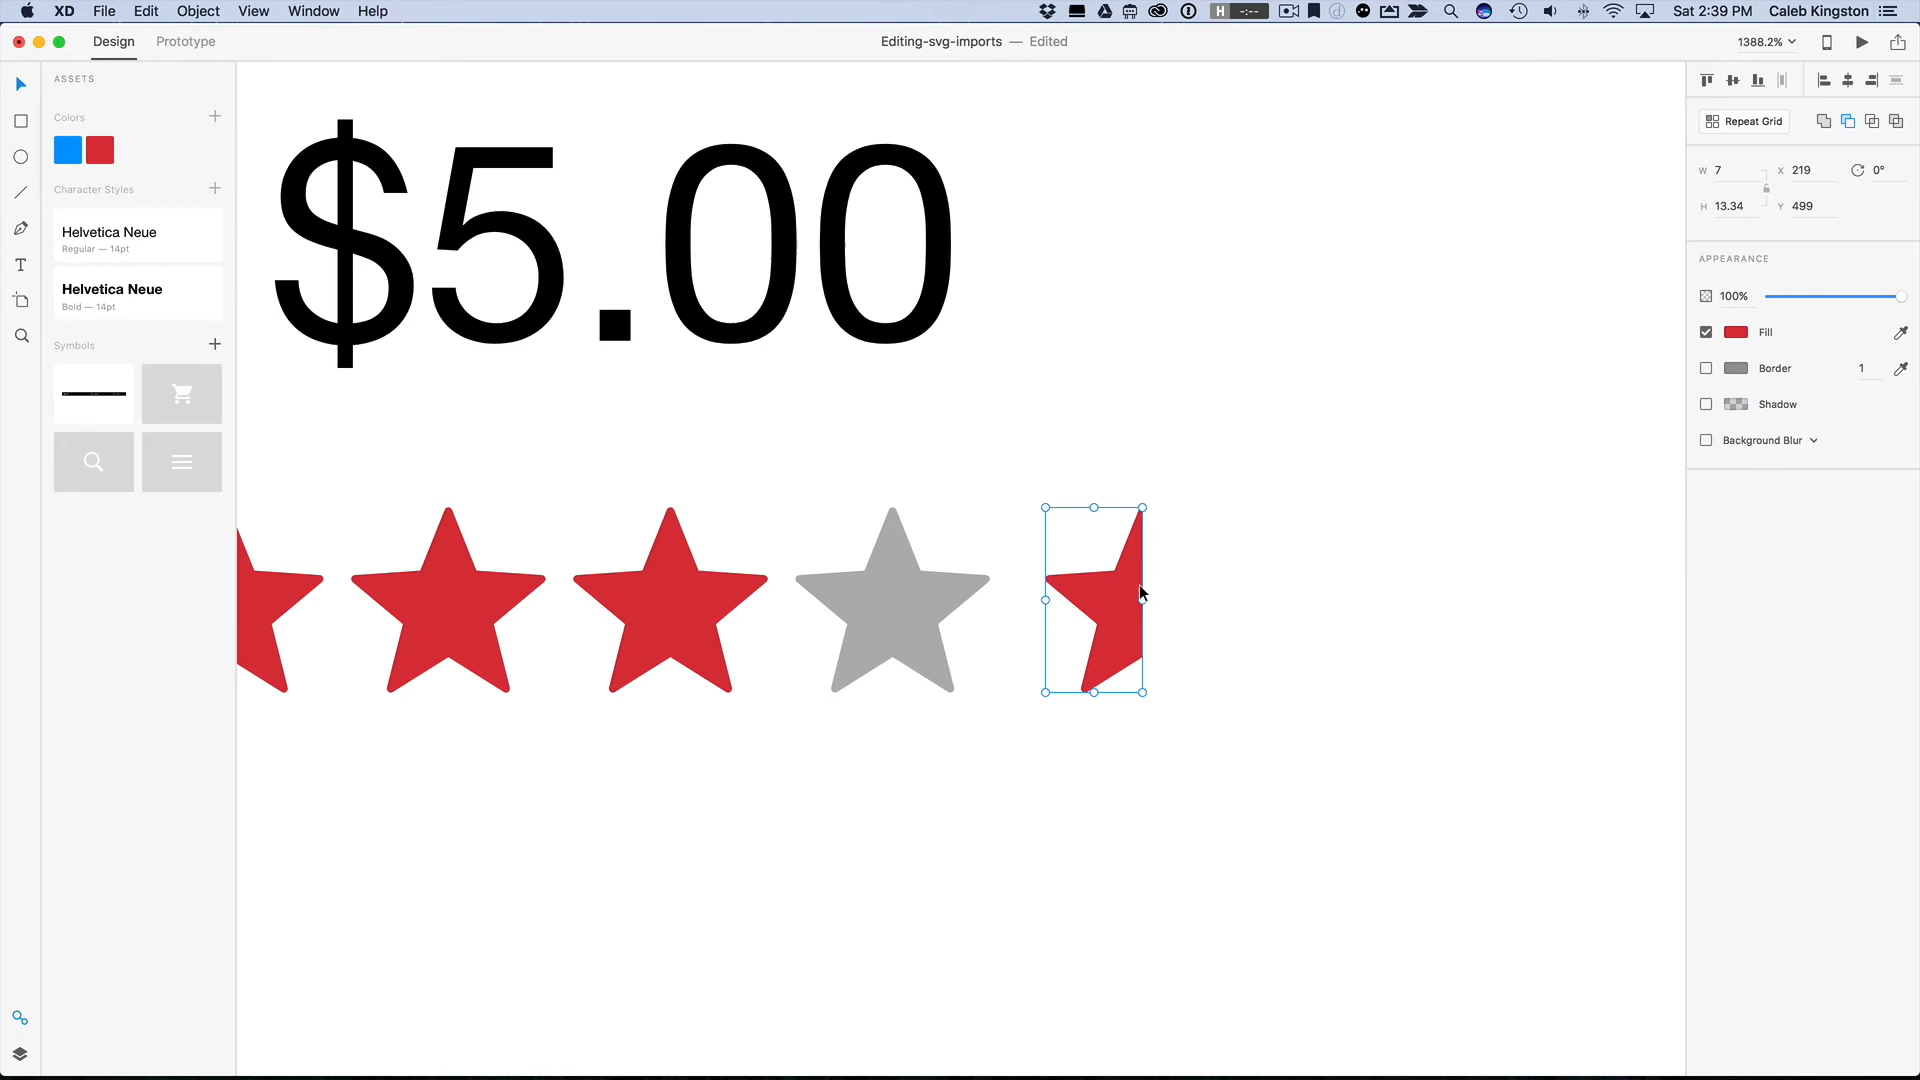 XD File Edit Object View Window Help
H -:-- Sat 2:39 PM Caleb Kingston
Design Prototype
Editing-svg-imports — Edited
1388.2%
ASSETS
Colors
Character Styles
Helvetica Neue
Regular — 14pt
Helvetica Neue
Bold — 14pt
Symbols
$5.00
Repeat Grid
W 7 X 219 0°
H 13.34 Y 499
APPEARANCE
100%
Fill
Border 1
Shadow
Background Blur